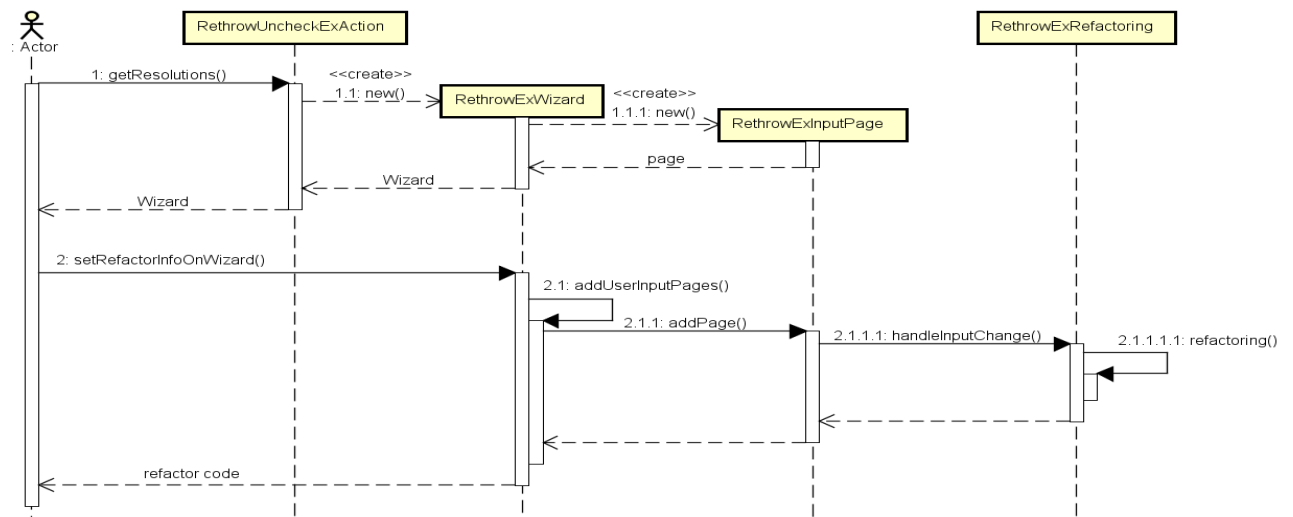 RethrowUncheckExAction
RethrowExRefactoring
: Actor
1: getResolutions()
<<create>>
1.1: new()
RethrowExWizard
<<create>>
1.1.1: new()
RethrowExInputPage
page
Wizard
Wizard
2: setRefactorInfoOnWizard()
2.1: addUserInputPages()
2.1.1: addPage()
2.1.1.1: handleInputChange()
2.1.1.1.1: refactoring()
refactor code